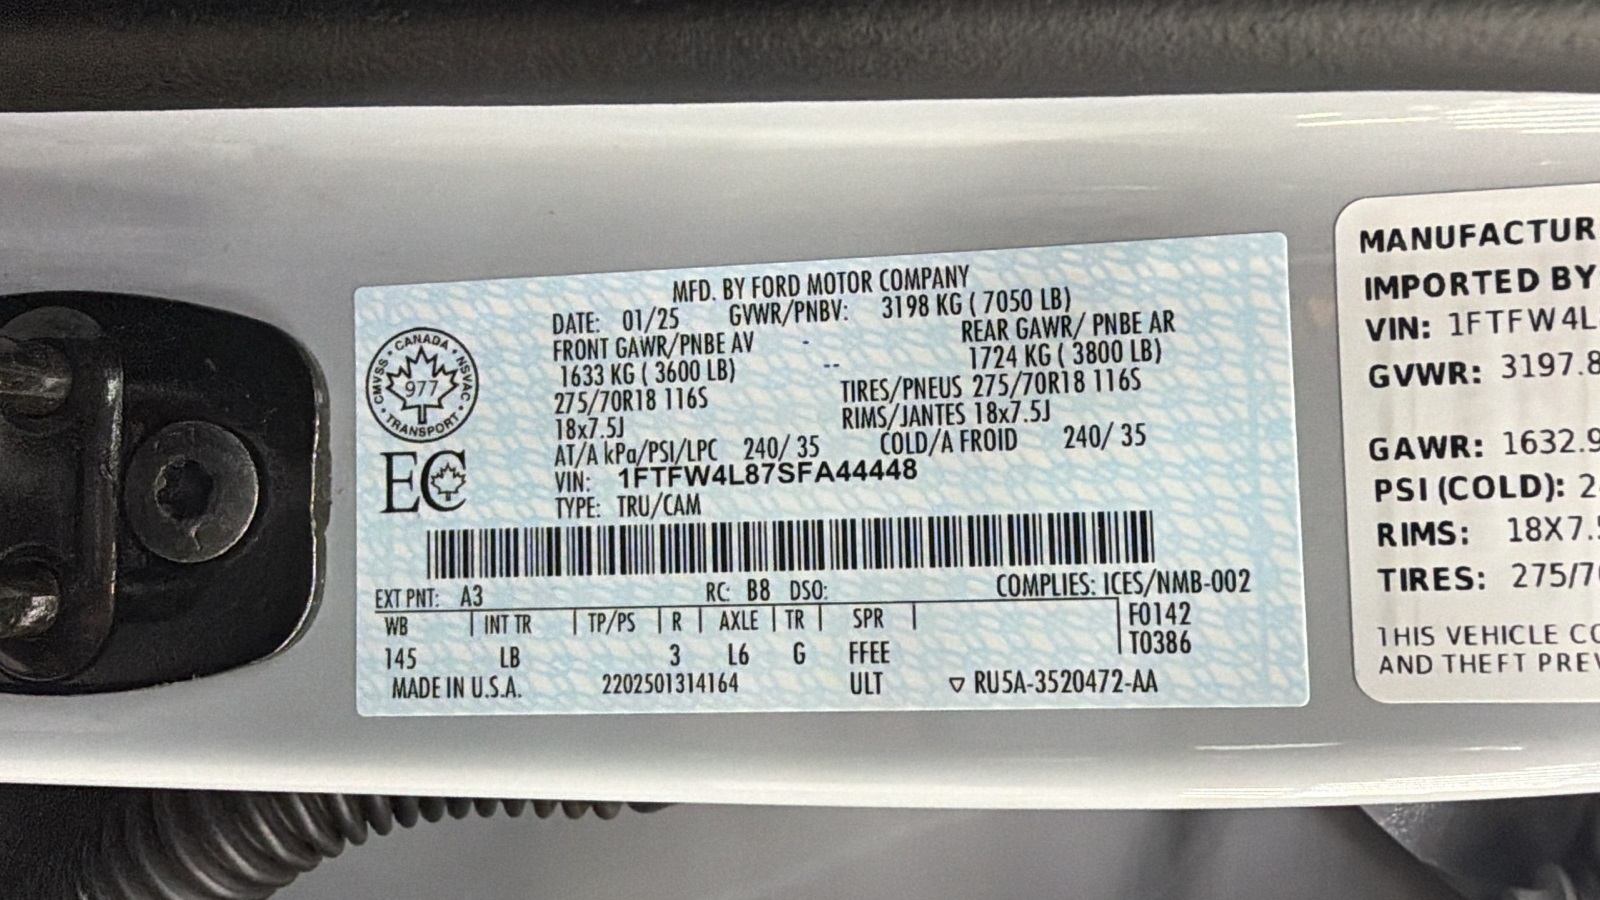 MFD. BY FORD MOTOR COMPANY
DATE: 01/25 GVWR/PNBV: 3198 KG ( 7050 LB)
FRONT GAWR/PNBE AV REAR GAWR/ PNBE AR
1633 KG ( 3600 LB) -- 1724 KG ( 3800 LB)
275/70R18 116S TIRES/PNEUS 275/70R18 116S
18x7.5J RIMS/JANTES 18x7.5J
AT/A kPa/PSI/LPC 240/ 35 COLD/A FROID 240/ 35
VIN: 1FTFW4L87SFA44448
TYPE: TRU/CAM
CANADA
CMVSS NSVAC
977
TRANSPORT
EC
EXT PNT: A3 RC: B8 DSO: COMPLIES: ICES/NMB-002
WB | INT TR | TP/PS | R | AXLE | TR | SPR | F0142
145 LB 3 L6 G FFEE T0386
MADE IN U.S.A. 2202501314164 ULT ▽ RU5A-3520472-AA
MANUFACTUR
IMPORTED BY
VIN: 1FTFW4L
GVWR: 3197.8
GAWR: 1632.9
PSI (COLD): 2
RIMS: 18X7.5
TIRES: 275/70
THIS VEHICLE CO
AND THEFT PREV